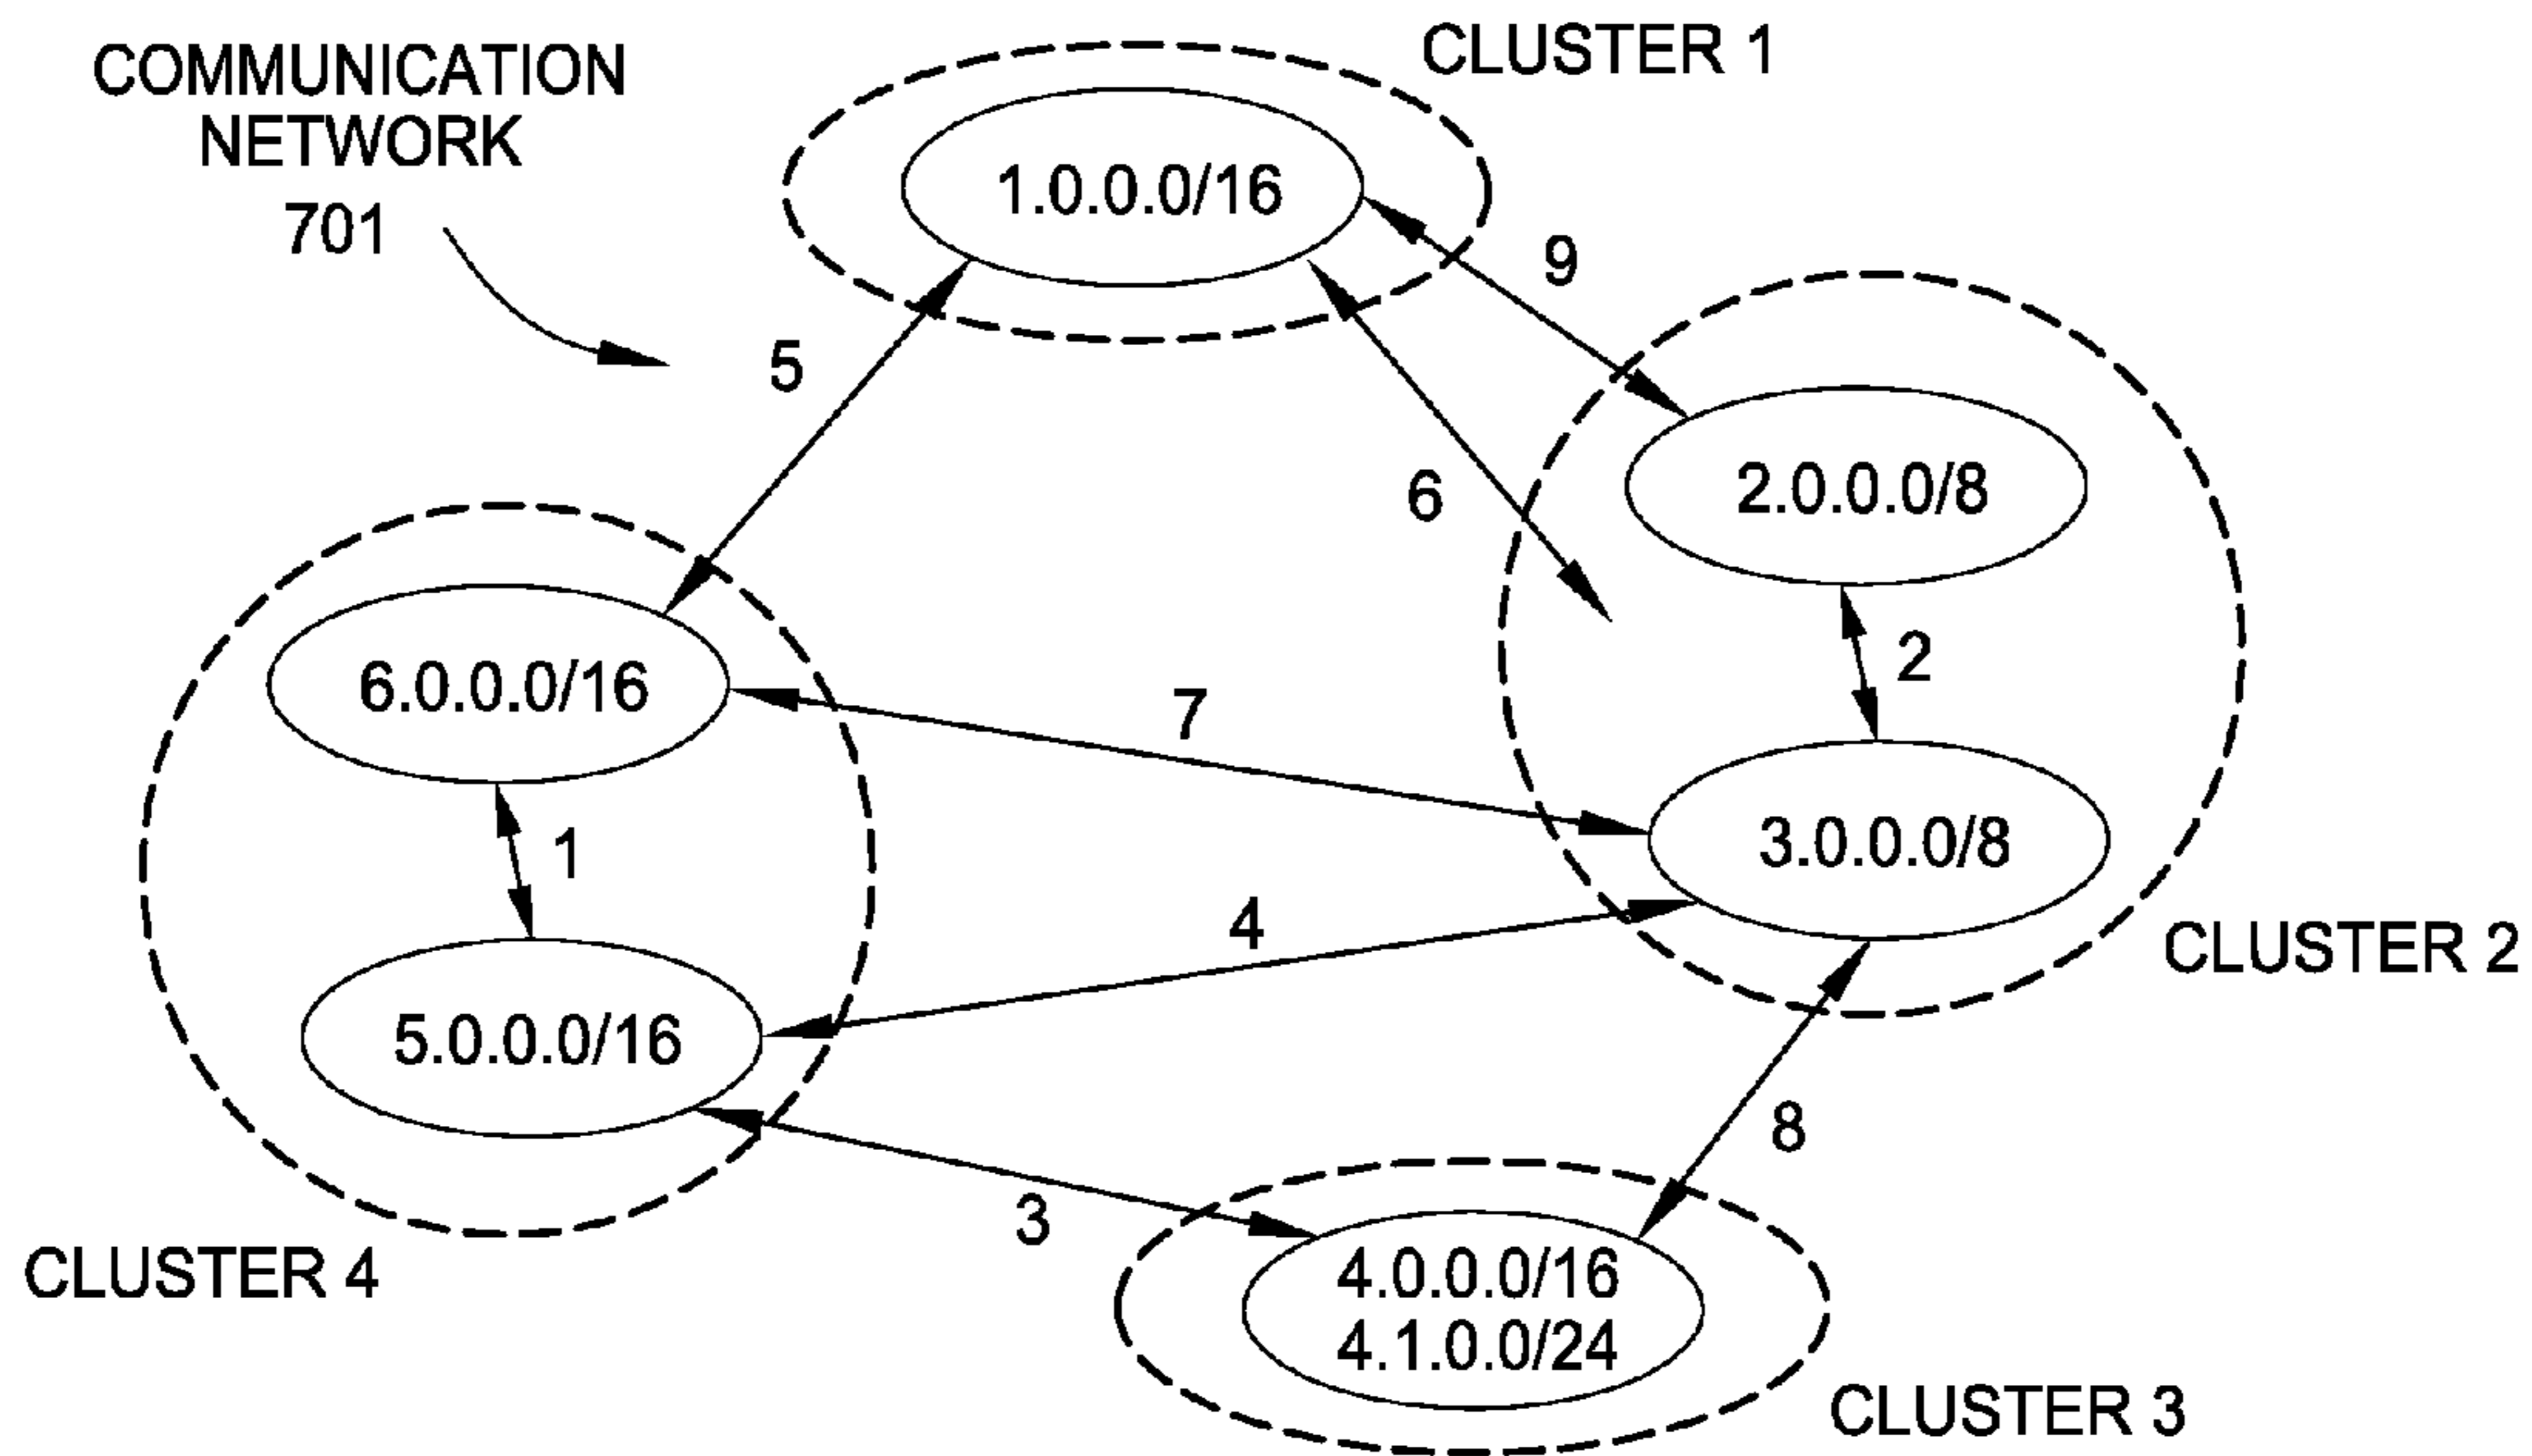 COMMUNICATION
NETWORK
701
CLUSTER 1
1.0.0.0/16
9
5
6
2.0.0.0/8
2
6.0.0.0/16
7
1
3.0.0.0/8
4
CLUSTER 2
5.0.0.0/16
8
3
CLUSTER 4
4.0.0.0/16
4.1.0.0/24
CLUSTER 3